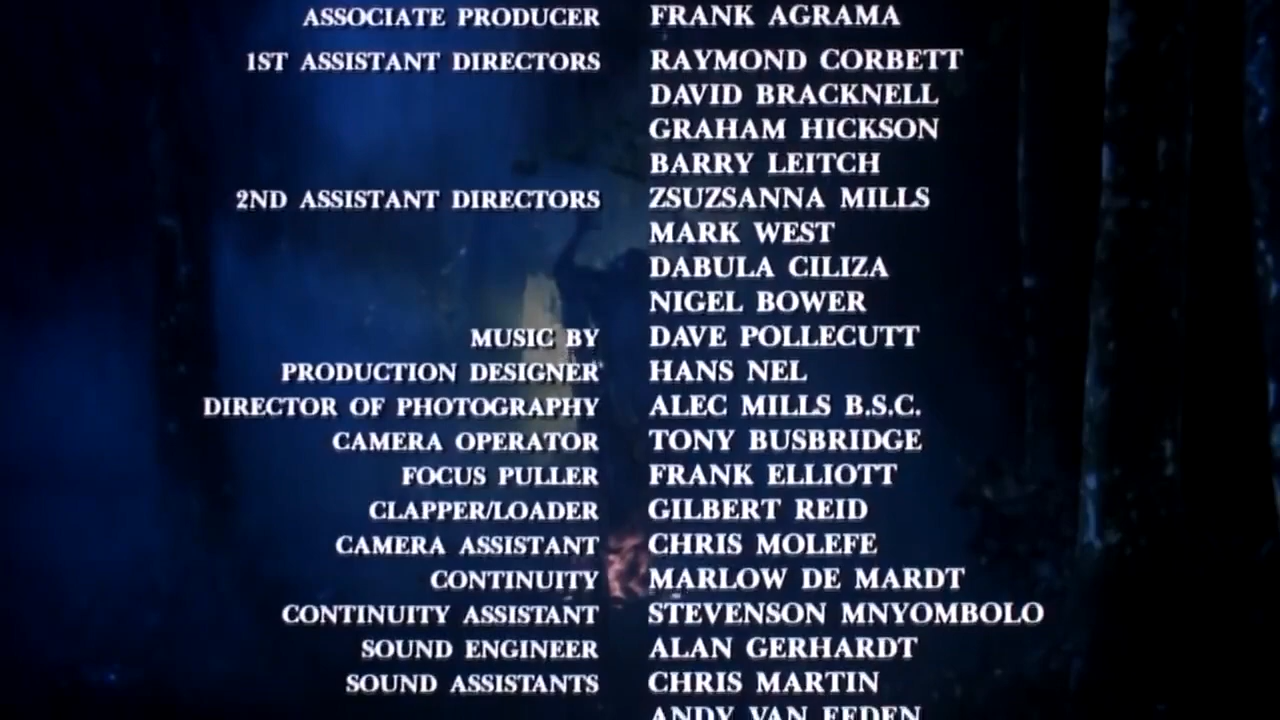 ASSOCIATE PRODUCER FRANK AGRAMA
1ST ASSISTANT DIRECTORS RAYMOND CORBETT
DAVID BRACKNELL
GRAHAM HICKSON
BARRY LEITCH
2ND ASSISTANT DIRECTORS ZSUZSANNA MILLS
MARK WEST
DABULA CILIZA
NIGEL BOWER
MUSIC BY DAVE POLLECUTT
PRODUCTION DESIGNER HANS NEL
DIRECTOR OF PHOTOGRAPHY ALEC MILLS B.S.C.
CAMERA OPERATOR TONY BUSBRIDGE
FOCUS PULLER FRANK ELLIOTT
CLAPPER/LOADER GILBERT REID
CAMERA ASSISTANT CHRIS MOLEFE
CONTINUITY MARLOW DE MARDT
CONTINUITY ASSISTANT STEVENSON MNYOMBOLO
SOUND ENGINEER ALAN GERHARDT
SOUND ASSISTANTS CHRIS MARTIN
ANDY VAN EEDEN